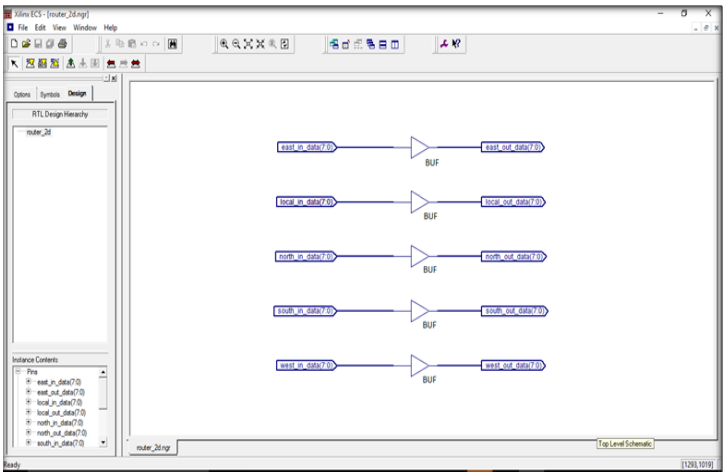 Xilinx ECS - [router_2d.ngr]
File Edit View Window Help
Options Symbols Design
RTL Design Hierarchy
router_2d
east_in_data(7:0) BUF east_out_data(7:0)
local_in_data(7:0) BUF local_out_data(7:0)
north_in_data(7:0) BUF north_out_data(7:0)
south_in_data(7:0) BUF south_out_data(7:0)
west_in_data(7:0) BUF west_out_data(7:0)
Instance Contents
Pins
east_in_data(7:0)
east_out_data(7:0)
local_in_data(7:0)
local_out_data(7:0)
north_in_data(7:0)
north_out_data(7:0)
south_in_data(7:0)
router_2d.ngr
Top Level Schematic
Ready
[1293,1019]